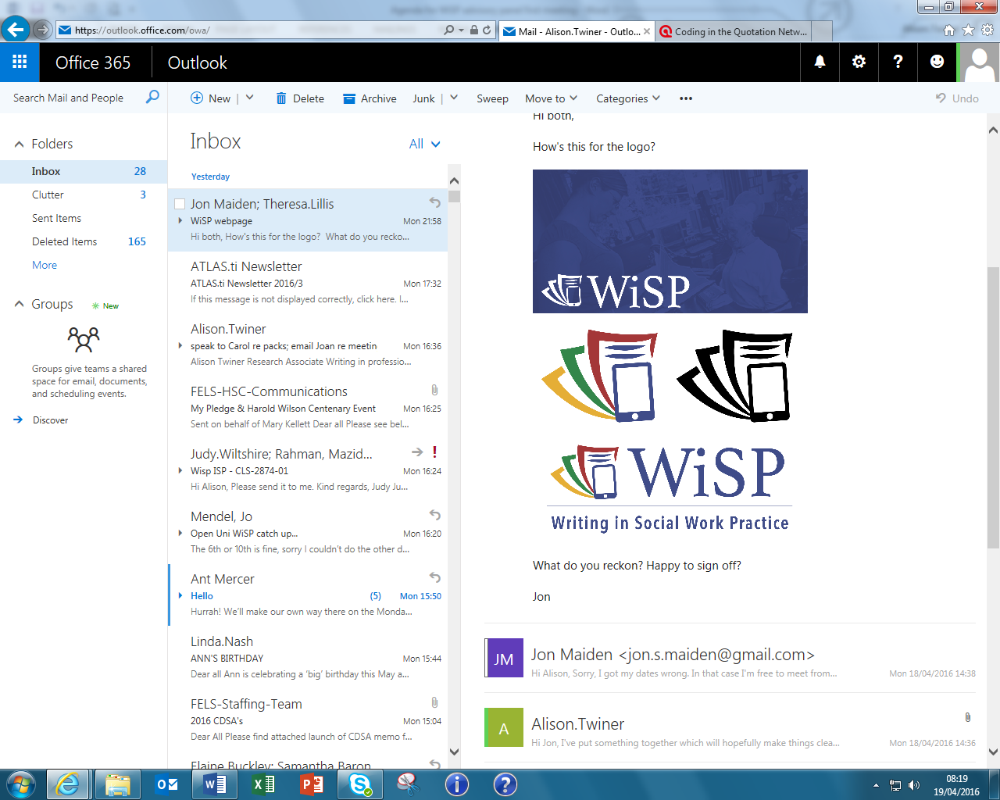 https://outlook.office.com/owa/
Mail - Alison.Twiner - Outlo...
Coding in the Quotation Netw...
Office 365
Outlook
Search Mail and People
New
Delete
Archive
Junk
Sweep
Move to
Categories
Undo
Folders
Inbox 28
Clutter 3
Sent Items
Deleted Items 165
More
Groups New
Groups give teams a shared
space for email, documents,
and scheduling events.
Discover
Inbox
All
Yesterday
Jon Maiden; Theresa.Lillis
WiSP webpage Mon 21:58
Hi both, How's this for the logo? What do you recko...
ATLAS.ti Newsletter
ATLAS.ti Newsletter 2016/3 Mon 17:32
If this message is not displayed correctly, click here. I...
Alison.Twiner
speak to Carol re packs; email Joan re meetin Mon 16:36
Alison Twiner Research Associate Writing in professio...
FELS-HSC-Communications
My Pledge & Harold Wilson Centenary Event Mon 16:25
Sent on behalf of Mary Kellett Dear all Please see bel...
Judy.Wiltshire; Rahman, Mazid...
Wisp ISP - CLS-2874-01 Mon 16:24
Hi Alison, Please send it to me. Kind regards, Judy Ju...
Mendel, Jo
Open Uni WiSP catch up... Mon 16:20
The 6th or 10th is fine, sorry I couldn't do the other d...
Ant Mercer
Hello (5) Mon 15:50
Hurrah! We'll make our own way there on the Monda...
Linda.Nash
ANN'S BIRTHDAY Mon 15:44
Dear all Ann is celebrating a 'big' birthday this May a...
FELS-Staffing-Team
2016 CDSA's Mon 15:04
Dear All Please find attached launch of CDSA memo f...
Elaine Buckley; Samantha Baron
Hi both,
How's this for the logo?
WiSP
WiSP
Writing in Social Work Practice
What do you reckon? Happy to sign off?
Jon
JM
Jon Maiden <jon.s.maiden@gmail.com>
Hi Alison, Sorry, I got my dates wrong. In that case I'm free to meet from... Mon 18/04/2016 14:38
A
Alison.Twiner
Hi Jon, I've put something together which will hopefully make things clea... Mon 18/04/2016 14:36
08:19
19/04/2016